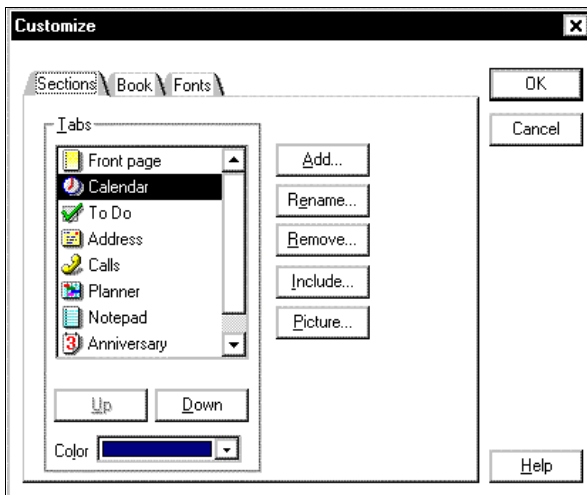 Customize
Sections
Book
Fonts
OK
Cancel
Tabs
Front page
Calendar
To Do
Address
Calls
Planner
Notepad
3 Anniversary
Add...
Rename...
Remove...
Include...
Picture...
Up
Down
Color
Help